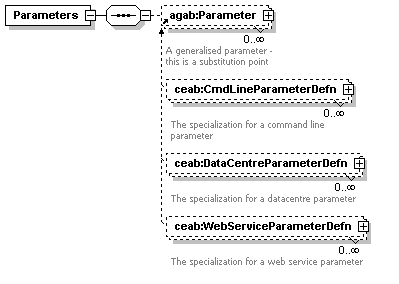 Parameters
agab:Parameter
0..∞
A generalised parameter -
this is a substitution point
ceab:CmdLineParameterDefn
0..∞
The specialization for a command line
parameter
ceab:DataCentreParameterDefn
0..∞
The specialization for a datacentre parameter
ceab:WebServiceParameterDefn
0..∞
The specialization for a web service parameter